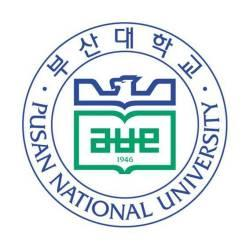 부산대학교
PUSAN NATIONAL UNIVERSITY
1946